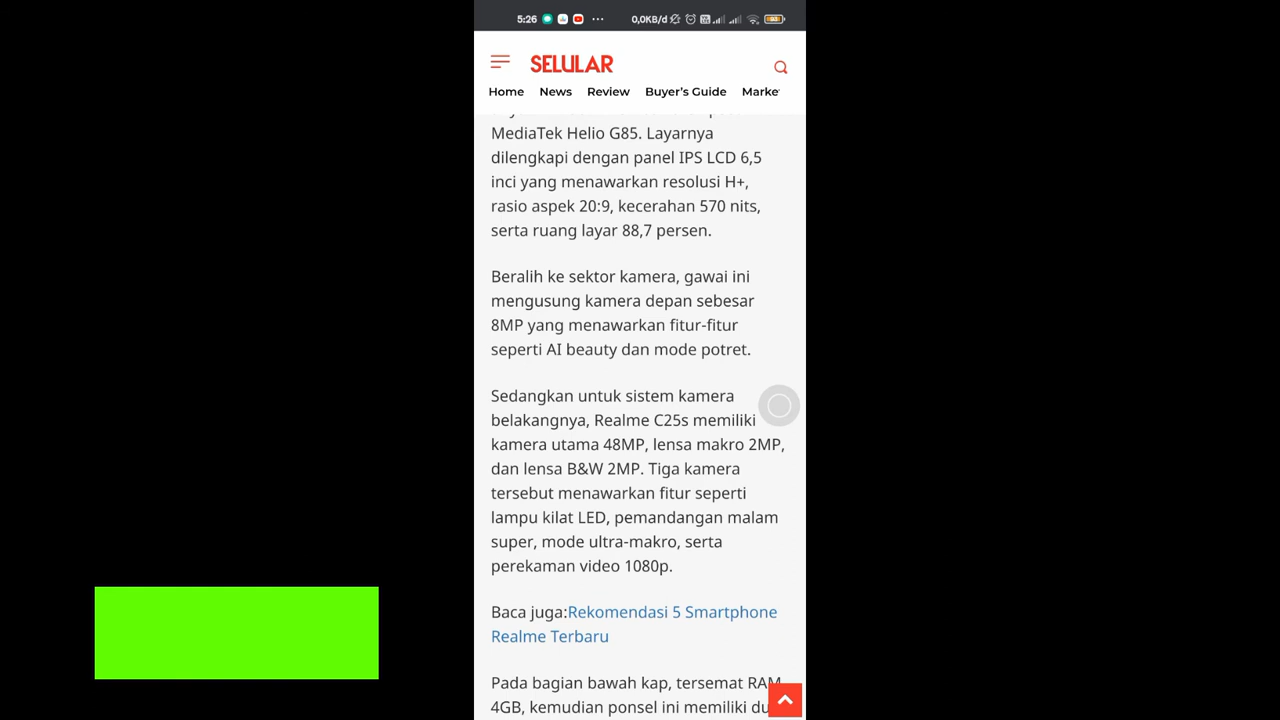 5:26
0,0KB/d
93
SELULAR
Home News Review Buyer's Guide Marke
MediaTek Helio G85. Layarnya
dilengkapi dengan panel IPS LCD 6,5
inci yang menawarkan resolusi H+,
rasio aspek 20:9, kecerahan 570 nits,
serta ruang layar 88,7 persen.
Beralih ke sektor kamera, gawai ini
mengusung kamera depan sebesar
8MP yang menawarkan fitur-fitur
seperti AI beauty dan mode potret.
Sedangkan untuk sistem kamera
belakangnya, Realme C25s memiliki
kamera utama 48MP, lensa makro 2MP,
dan lensa B&W 2MP. Tiga kamera
tersebut menawarkan fitur seperti
lampu kilat LED, pemandangan malam
super, mode ultra-makro, serta
perekaman video 1080p.
Baca juga:Rekomendasi 5 Smartphone
Realme Terbaru
Pada bagian bawah kap, tersemat RAM
4GB, kemudian ponsel ini memiliki du